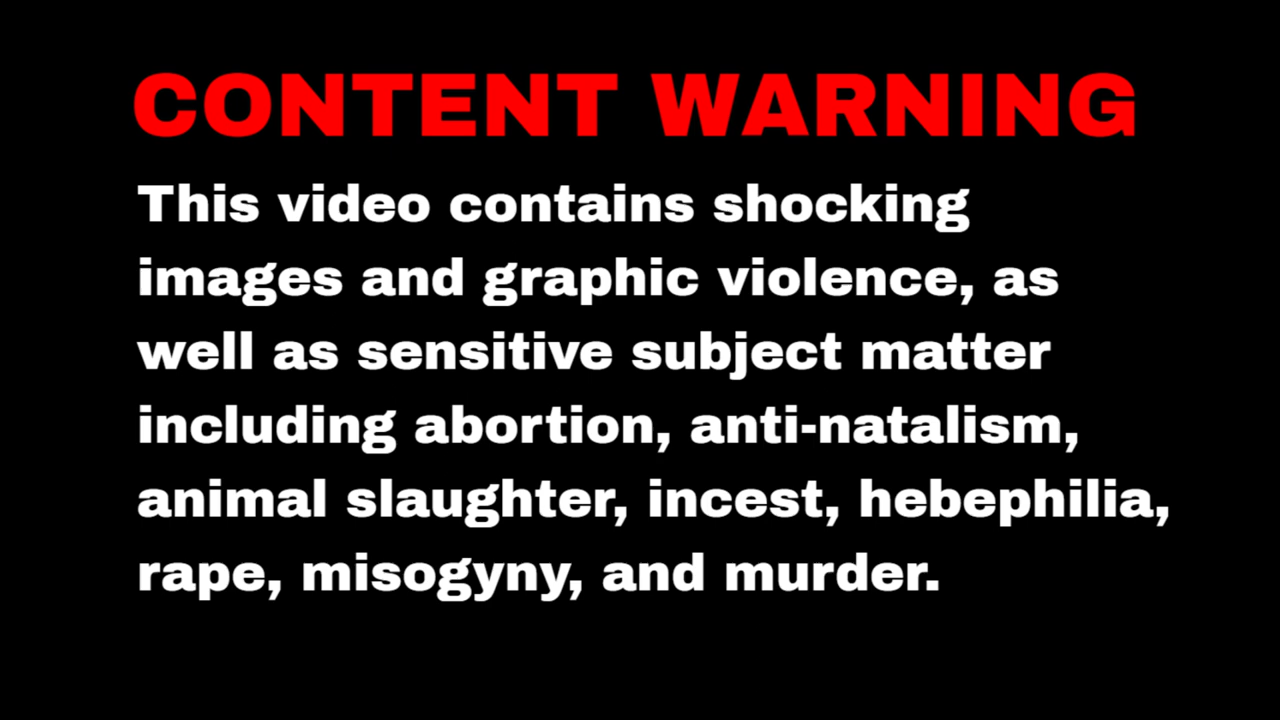 CONTENT WARNING
This video contains shocking
images and graphic violence, as
well as sensitive subject matter
including abortion, anti-natalism,
animal slaughter, incest, hebephilia,
rape, misogyny, and murder.